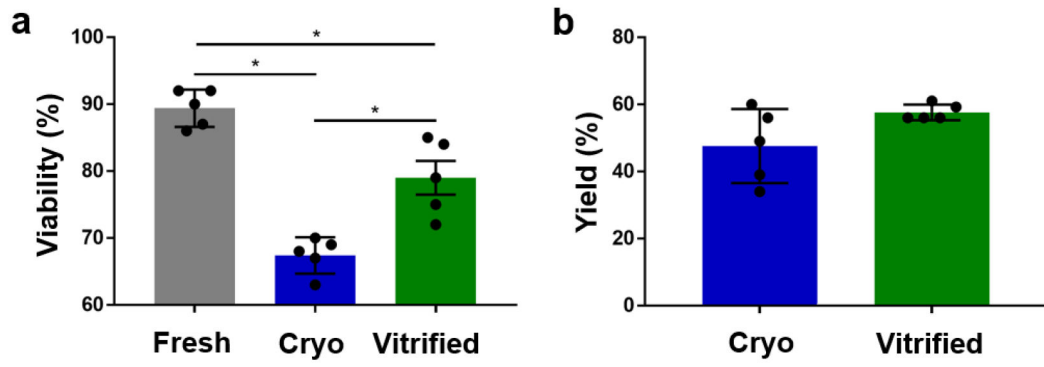 a
Viability (%)
100
90
80
70
60
*
*
*
Fresh Cryo Vitrified
b
Yield (%)
80
60
40
20
0
Cryo Vitrified